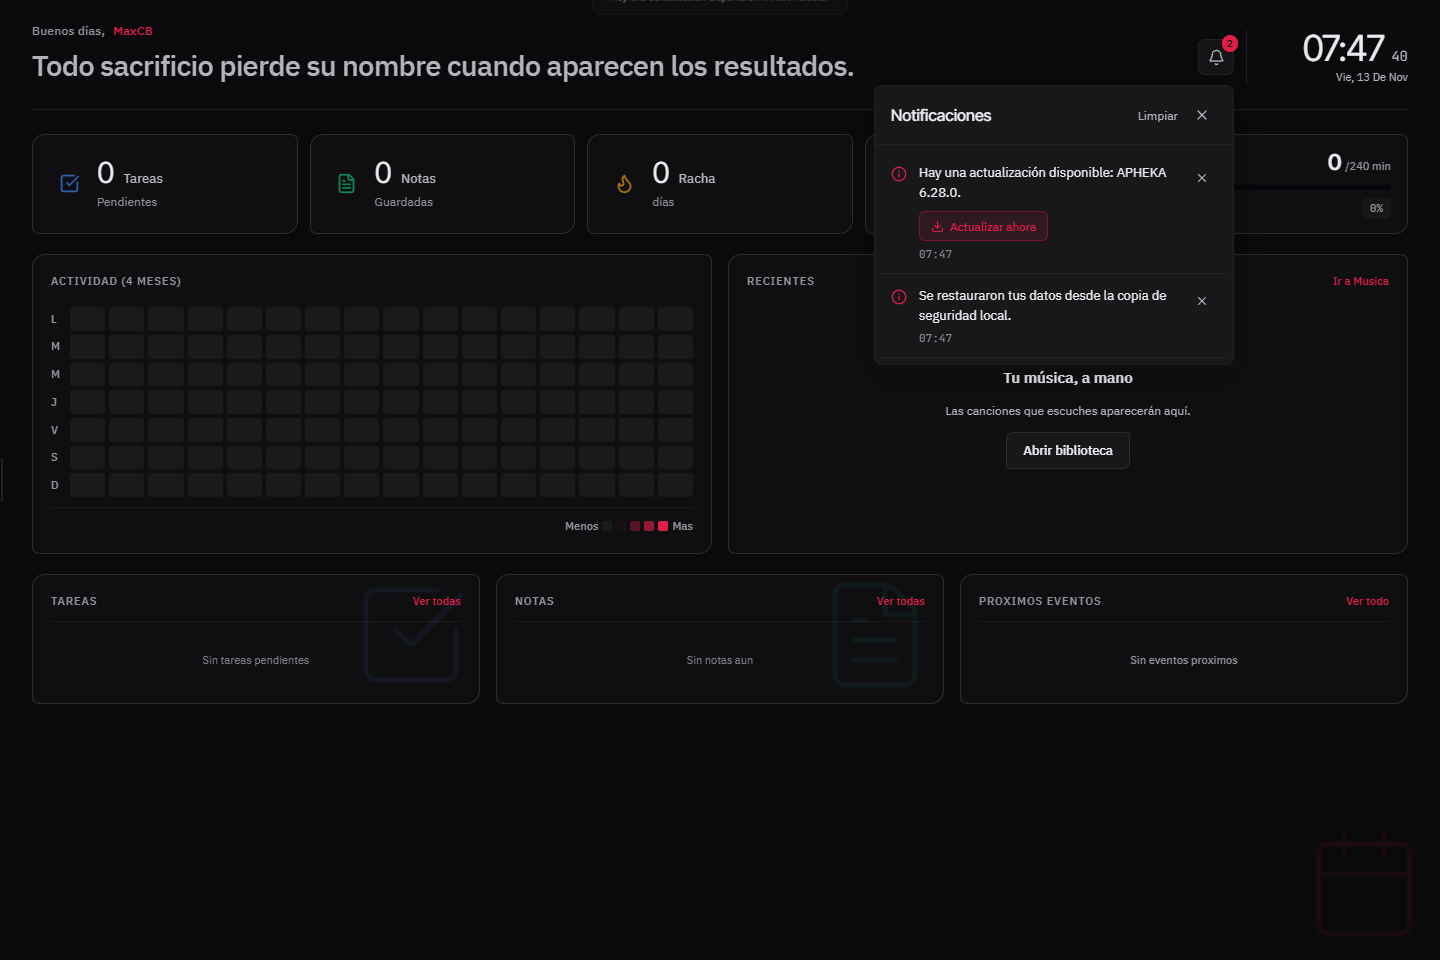 Buenos días, MaxCB
Todo sacrificio pierde su nombre cuando aparecen los resultados.
2
07:47 40
Vie, 13 De Nov
Notificaciones
Limpiar
Hay una actualización disponible: APHEKA
6.28.0.
Actualizar ahora
07:47
Se restauraron tus datos desde la copia de
seguridad local.
07:47
0 Tareas
Pendientes
0 Notas
Guardadas
0 Racha
días
0 /240 min
0%
ACTIVIDAD (4 MESES)
L
M
M
J
V
S
D
Menos
Mas
RECIENTES
Ir a Musica
Tu música, a mano
Las canciones que escuches aparecerán aquí.
Abrir biblioteca
TAREAS
Ver todas
Sin tareas pendientes
NOTAS
Ver todas
Sin notas aun
PROXIMOS EVENTOS
Ver todo
Sin eventos proximos